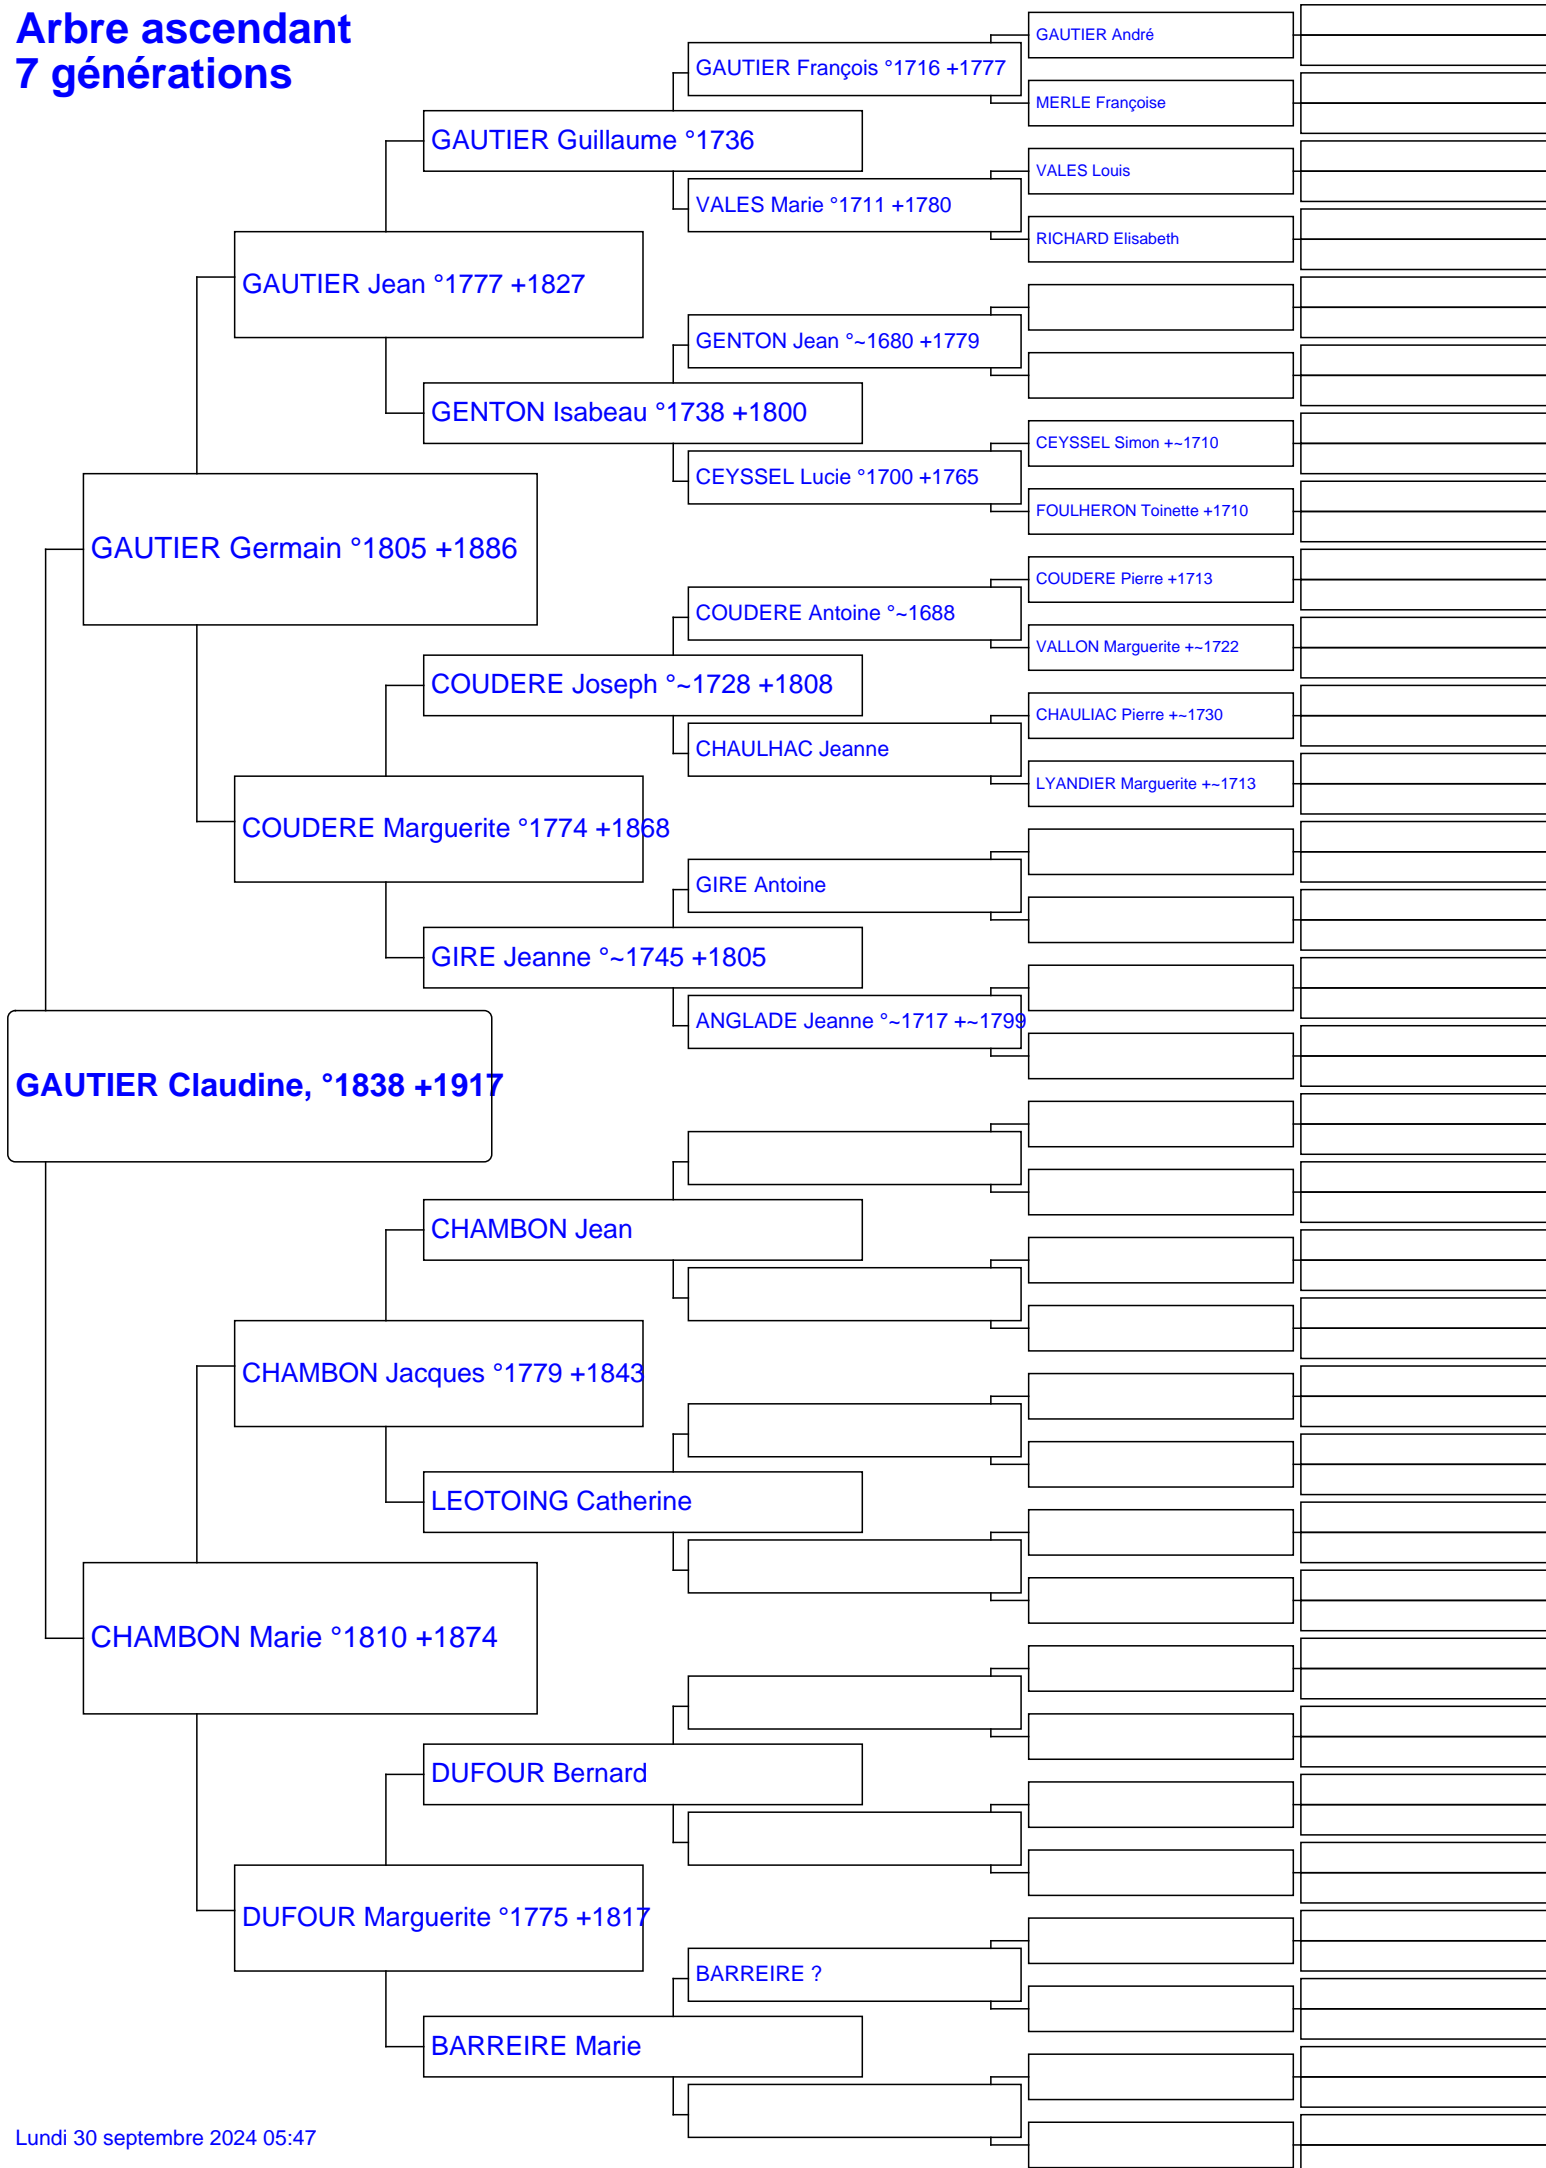 Arbre ascendant
7 générations
GAUTIER André
GAUTIER François °1716 +1777
MERLE Françoise
GAUTIER Guillaume °1736
VALES Louis
VALES Marie °1711 +1780
RICHARD Elisabeth
GAUTIER Jean °1777 +1827
GENTON Jean °~1680 +1779
GENTON Isabeau °1738 +1800
CEYSSEL Simon +~1710
CEYSSEL Lucie °1700 +1765
FOULHERON Toinette +1710
GAUTIER Germain °1805 +1886
COUDERE Pierre +1713
COUDERE Antoine °~1688
VALLON Marguerite +~1722
COUDERE Joseph °~1728 +1808
CHAULIAC Pierre +~1730
CHAULHAC Jeanne
LYANDIER Marguerite +~1713
COUDERE Marguerite °1774 +1868
GIRE Antoine
GIRE Jeanne °~1745 +1805
ANGLADE Jeanne °~1717 +~1799
GAUTIER Claudine, °1838 +1917
CHAMBON Jean
CHAMBON Jacques °1779 +1843
LEOTOING Catherine
CHAMBON Marie °1810 +1874
DUFOUR Bernard
DUFOUR Marguerite °1775 +1817
BARREIRE ?
BARREIRE Marie
Lundi 30 septembre 2024 05:47